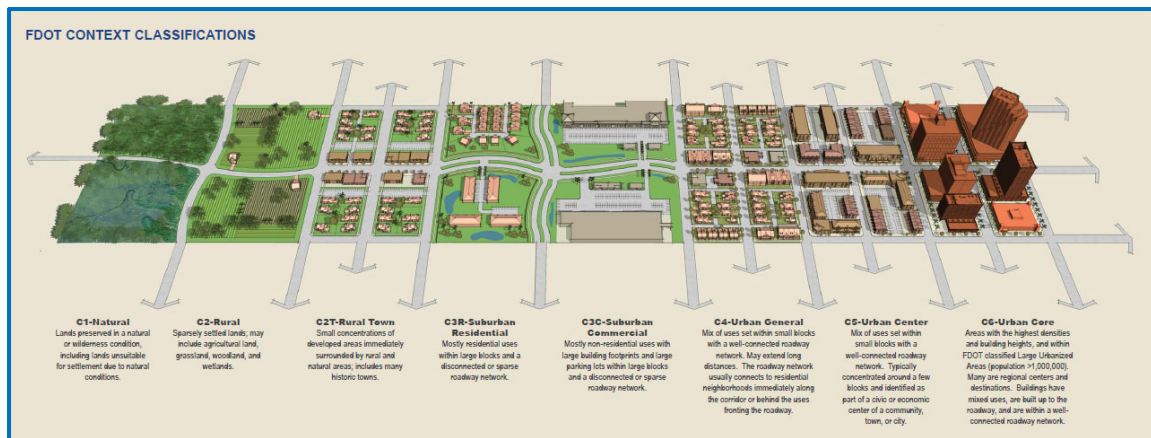 FDOT CONTEXT CLASSIFICATIONS
C1-Natural
Lands preserved in a natural
or wilderness condition,
including lands unsuitable
for settlement due to natural
conditions.
C2-Rural
Sparsely settled lands; may
include agricultural land,
grassland, woodland, and
wetlands.
C2T-Rural Town
Small concentrations of
developed areas immediately
surrounded by rural and
natural areas; includes many
historic towns.
C3R-Suburban
Residential
Mostly residential uses
within large blocks and a
disconnected or sparse
roadway network.
C3C-Suburban
Commercial
Mostly non-residential uses with
large building footprints and large
parking lots within large blocks
and a disconnected or sparse
roadway network.
C4-Urban General
Mix of uses set within small blocks
with a well-connected roadway
network. May extend long
distances. The roadway network
usually connects to residential
neighborhoods immediately along
the corridor or behind the uses
fronting the roadway.
C5-Urban Center
Mix of uses set within
small blocks with a
well-connected roadway
network. Typically
concentrated around a few
blocks and identified as
part of a civic or economic
center of a community,
town, or city.
C6-Urban Core
Areas with the highest densities
and building heights, and within
FDOT classified Large Urbanized
Areas (population >1,000,000).
Many are regional centers and
destinations. Buildings have
mixed uses, are built up to the
roadway, and are within a well-
connected roadway network.